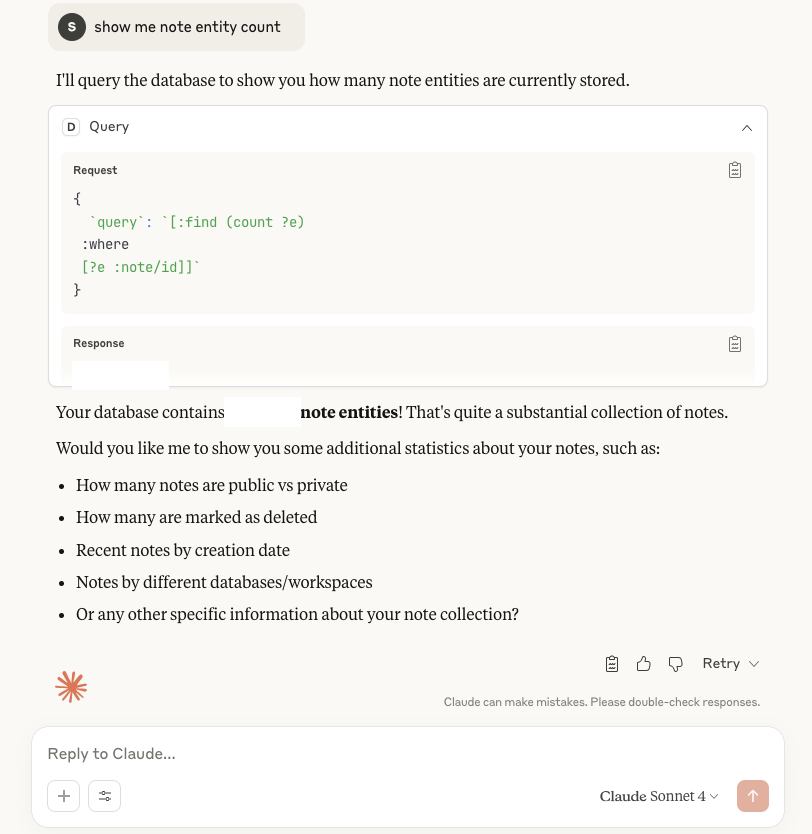 S show me note entity count
I'll query the database to show you how many note entities are currently stored.
D Query
Request
{
`query`: `[:find (count ?e)
:where
[?e :note/id]]`
}
Response
Your database contains note entities! That's quite a substantial collection of notes.
Would you like me to show you some additional statistics about your notes, such as:
• How many notes are public vs private
• How many are marked as deleted
• Recent notes by creation date
• Notes by different databases/workspaces
• Or any other specific information about your note collection?
Retry
Claude can make mistakes. Please double-check responses.
Reply to Claude...
Claude Sonnet 4